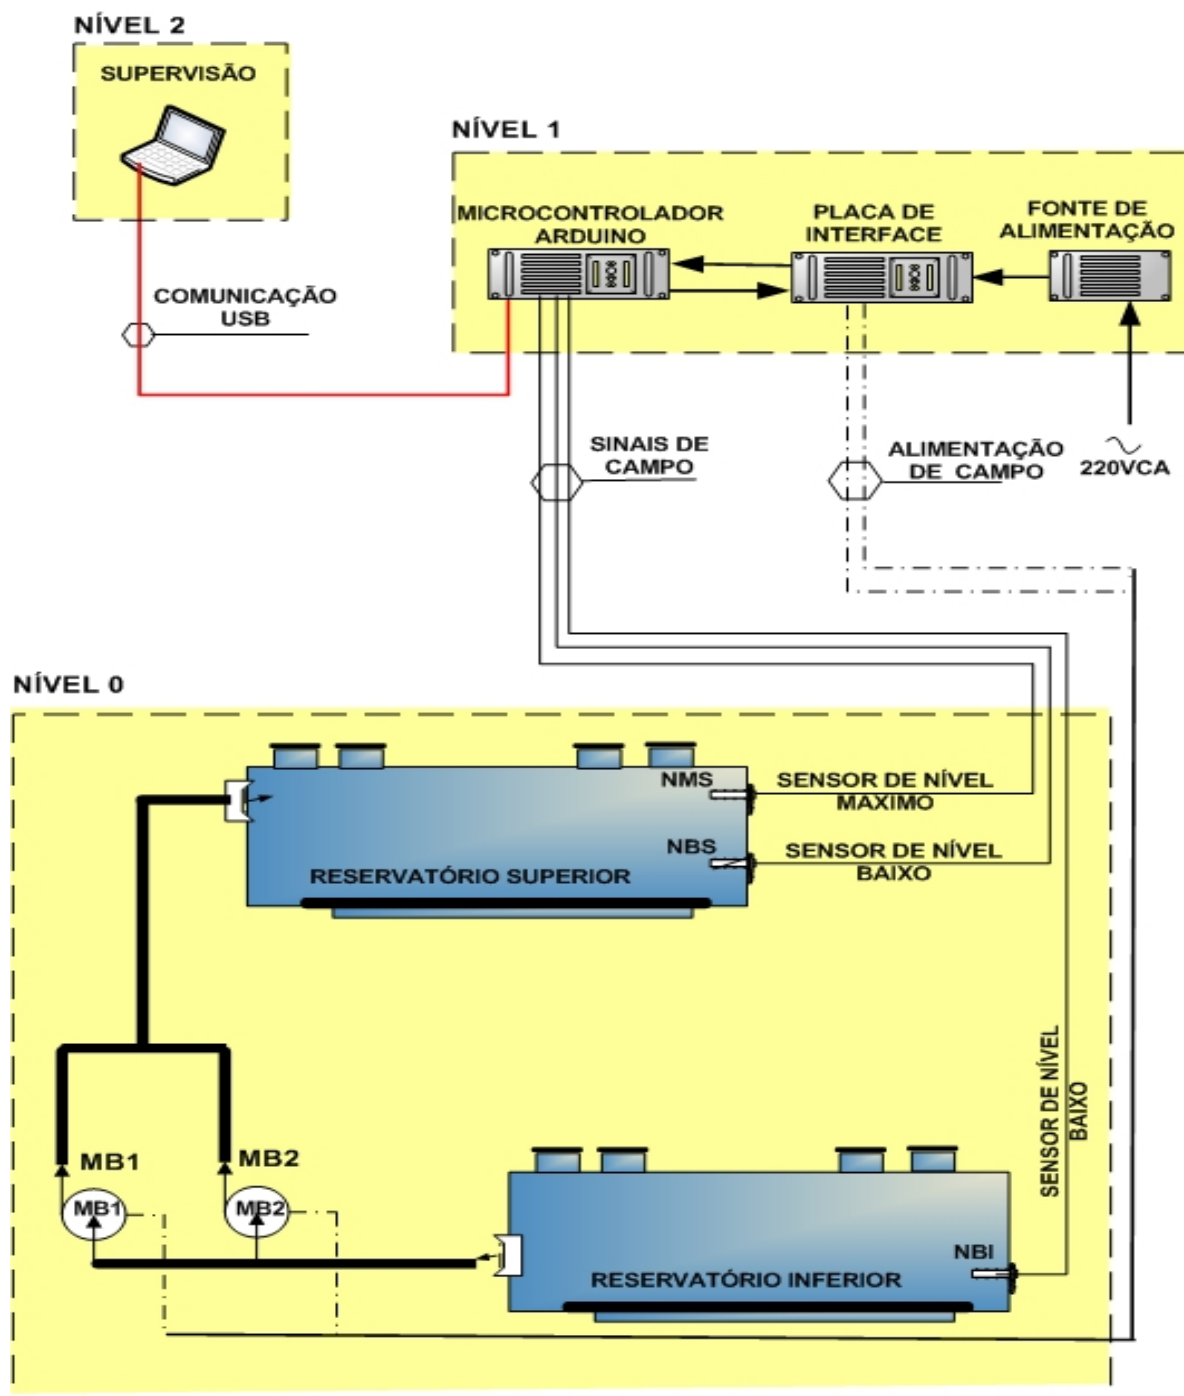 NÍVEL 2
SUPERVISÃO
NÍVEL 1
MICROCONTROLADOR
ARDUINO
PLACA DE
INTERFACE
FONTE DE
ALIMENTAÇÃO
COMUNICAÇÃO
USB
SINAIS DE
CAMPO
ALIMENTAÇÃO
DE CAMPO
220VCA
NÍVEL 0
NMS
SENSOR DE NÍVEL
MAXIMO
NBS
SENSOR DE NÍVEL
BAIXO
RESERVATÓRIO SUPERIOR
SENSOR DE NÍVEL
BAIXO
MB1
MB2
MB1
MB2
NBI
RESERVATÓRIO INFERIOR